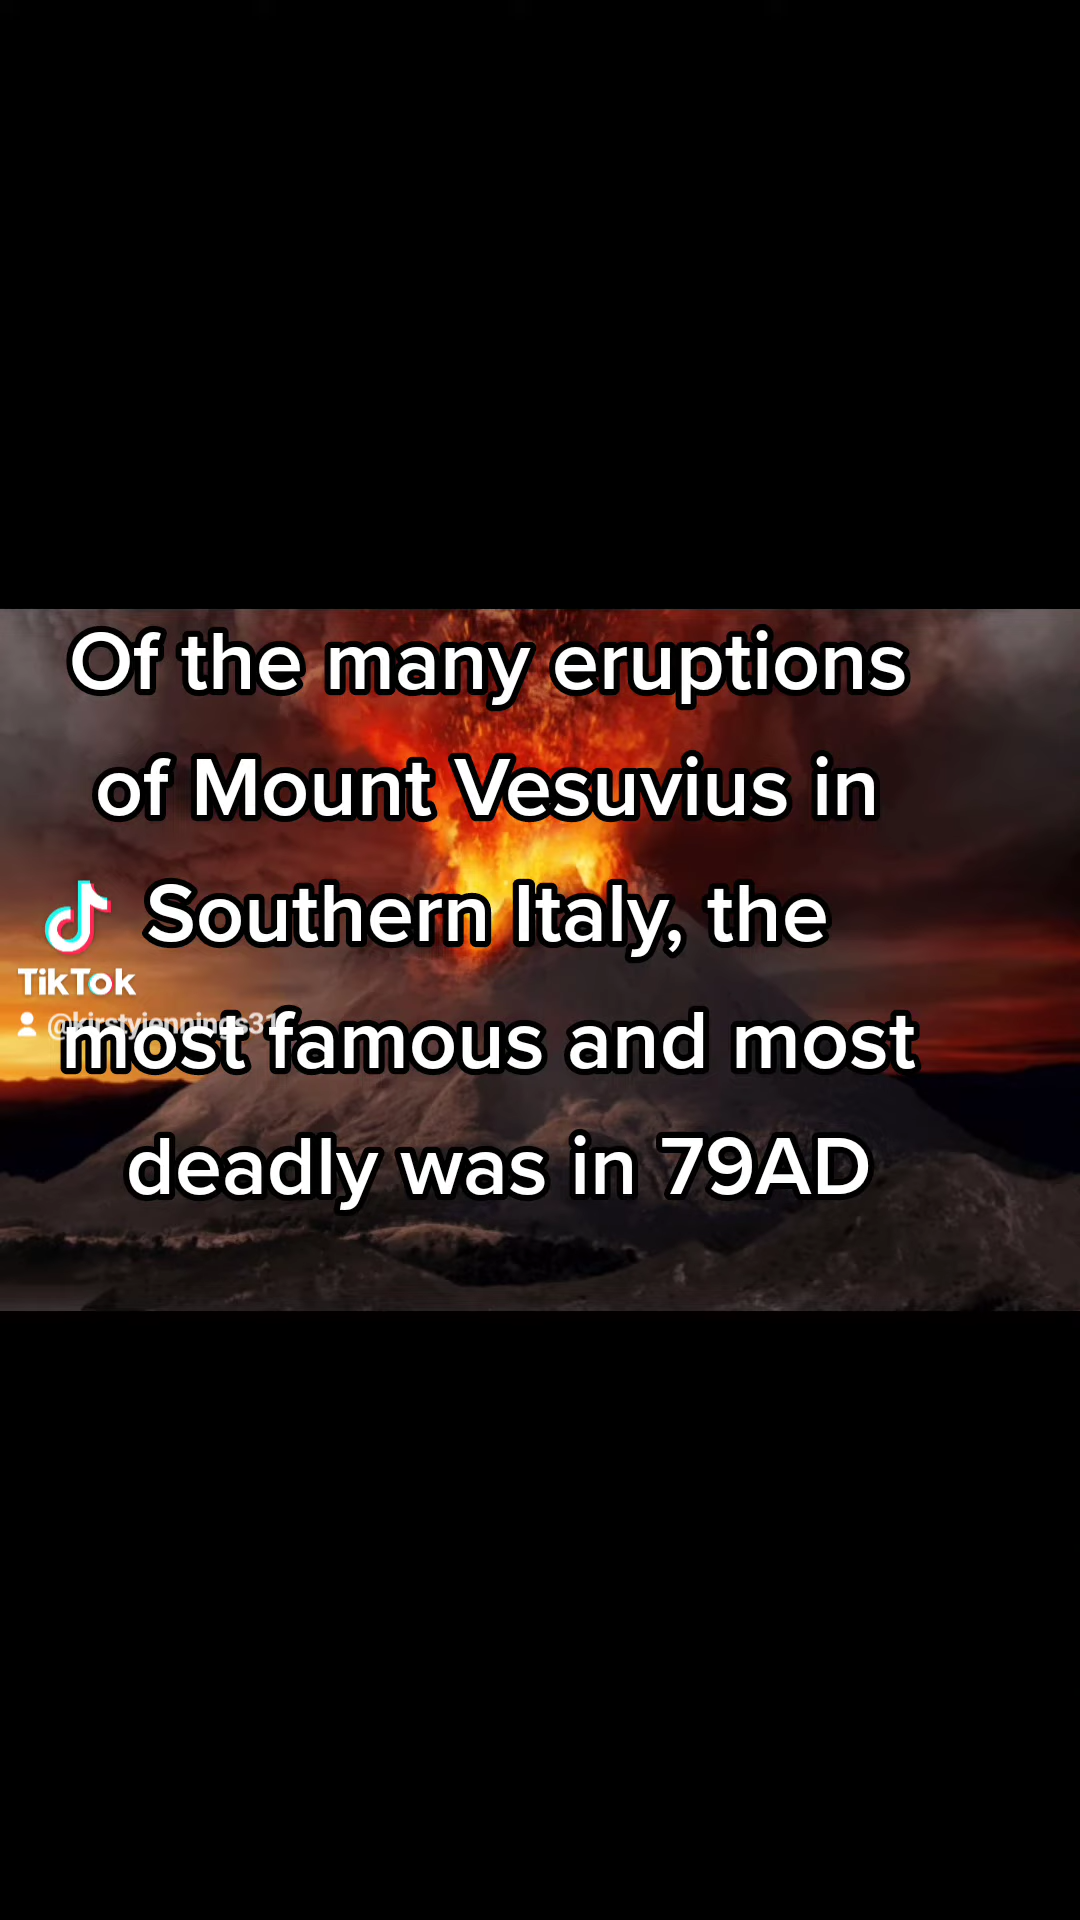 Of the many eruptions
of Mount Vesuvius in
Southern Italy, the
most famous and most
deadly was in 79AD
TikTok
@kirstyjennings31